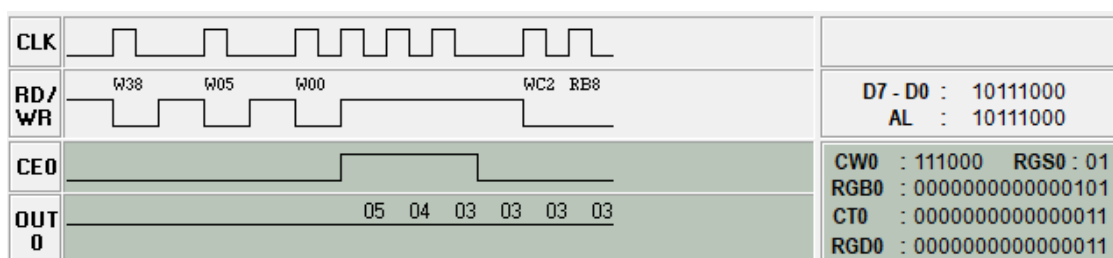 CLK
RD/
WR
W38 W05 W00 WC2 RB8
D7 - D0 : 10111000
AL : 10111000
CE0
CW0 : 111000 RGS0 : 01
RGB0 : 0000000000000101
OUT
0
05 04 03 03 03 03
CT0 : 0000000000000011
RGD0 : 0000000000000011